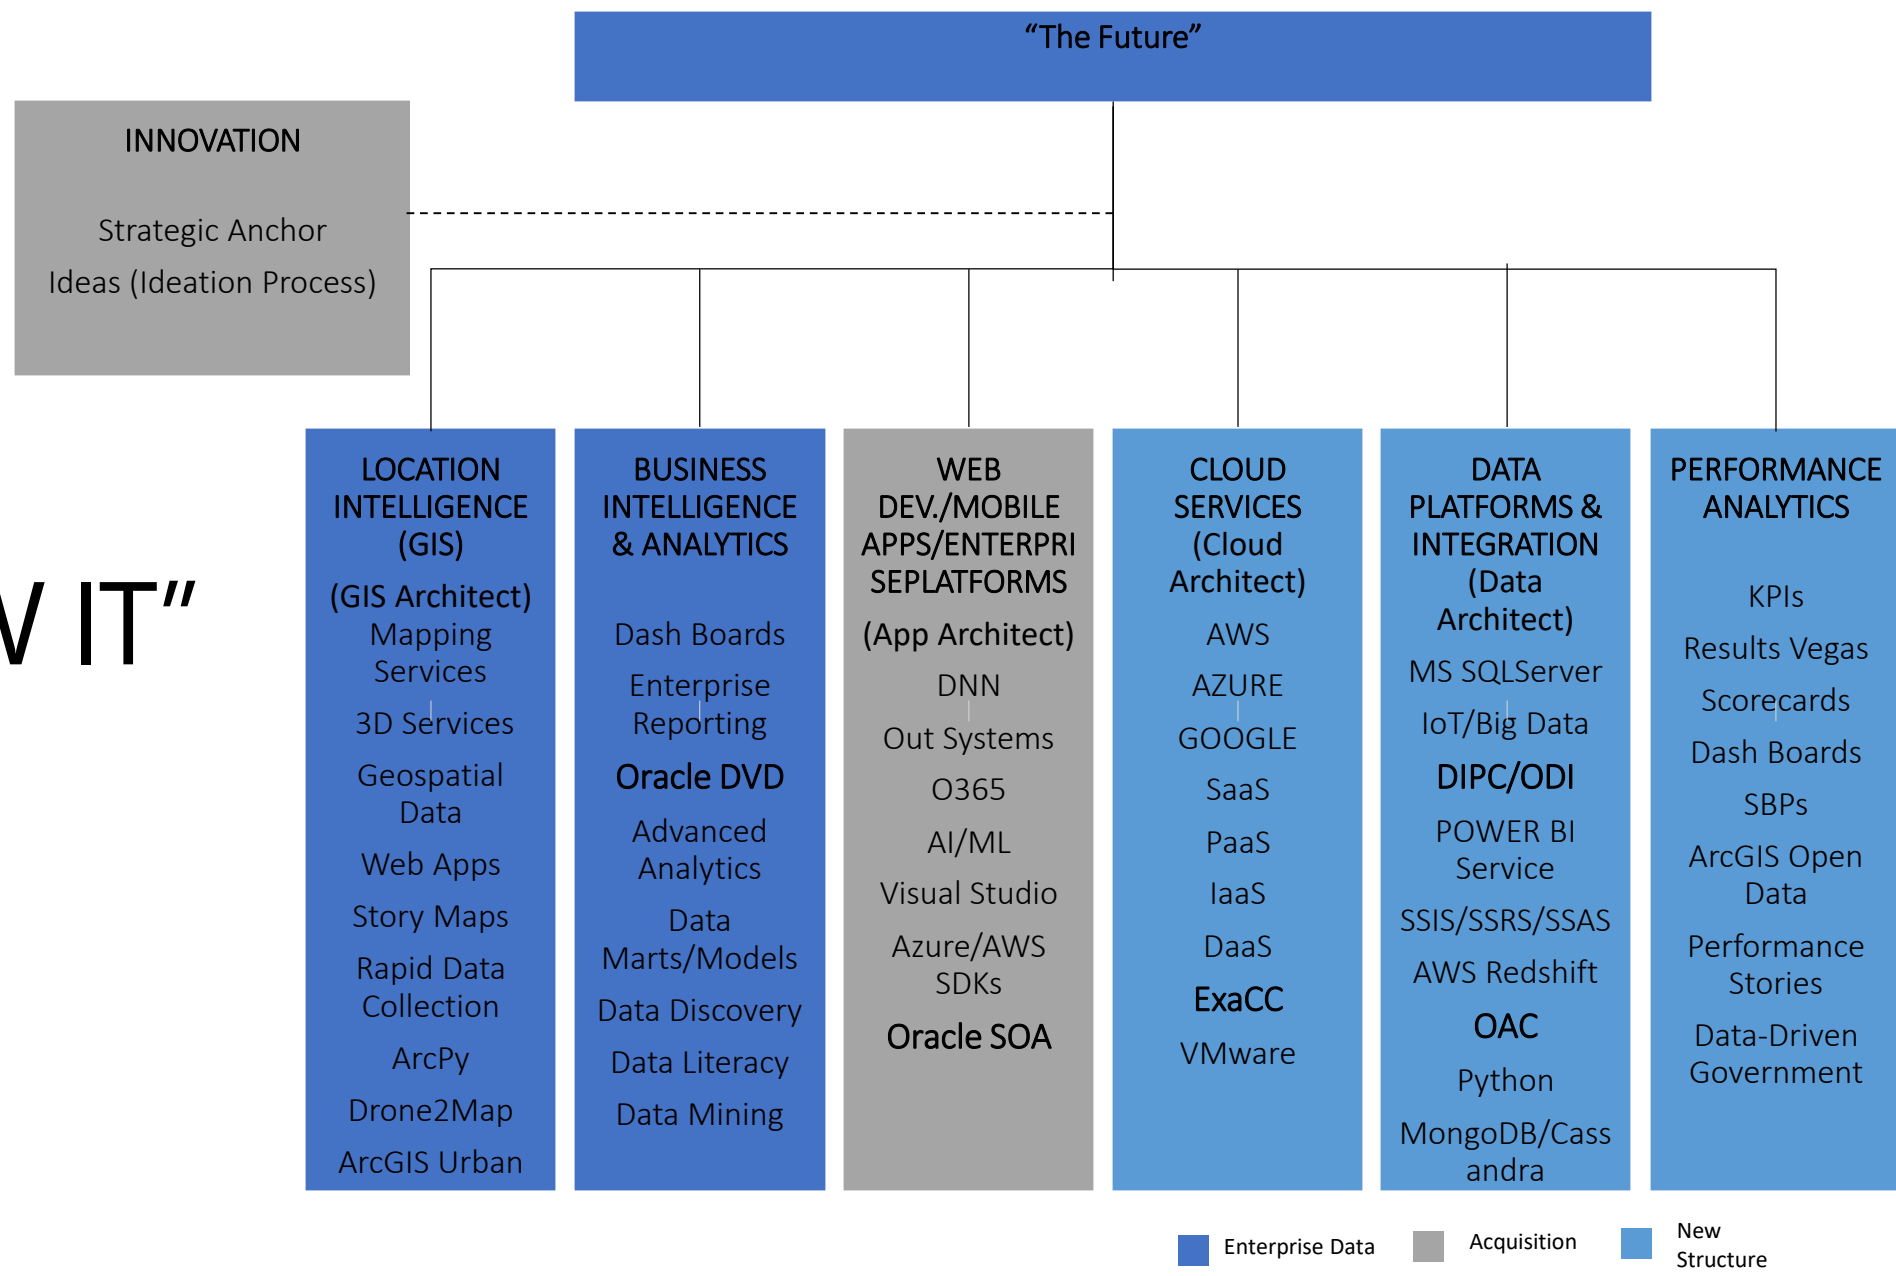 “The Future”
INNOVATION
Strategic Anchor
Ideas (Ideation Process)
IT”
LOCATION
INTELLIGENCE
(GIS)
(GIS Architect)
Mapping
Services
3D Services
Geospatial
Data
Web Apps
Story Maps
Rapid Data
Collection
ArcPy
Drone2Map
ArcGIS Urban
BUSINESS
INTELLIGENCE
& ANALYTICS
Dash Boards
Enterprise
Reporting
Oracle DVD
Advanced
Analytics
Data
Marts/Models
Data Discovery
Data Literacy
Data Mining
WEB
DEV./MOBILE
APPS/ENTERPRI
SEPLATFORMS
(App Architect)
DNN
Out Systems
O365
AI/ML
Visual Studio
Azure/AWS
SDKs
Oracle SOA
CLOUD
SERVICES
(Cloud
Architect)
AWS
AZURE
GOOGLE
SaaS
PaaS
IaaS
DaaS
ExaCC
VMware
DATA
PLATFORMS &
INTEGRATION
(Data
Architect)
MS SQLServer
IoT/Big Data
DIPC/ODI
POWER BI
Service
SSIS/SSRS/SSAS
AWS Redshift
OAC
Python
MongoDB/Cass
andra
PERFORMANCE
ANALYTICS
KPIs
Results Vegas
Scorecards
Dash Boards
SBPs
ArcGIS Open
Data
Performance
Stories
Data-Driven
Government
Enterprise Data
Acquisition
New
Structure